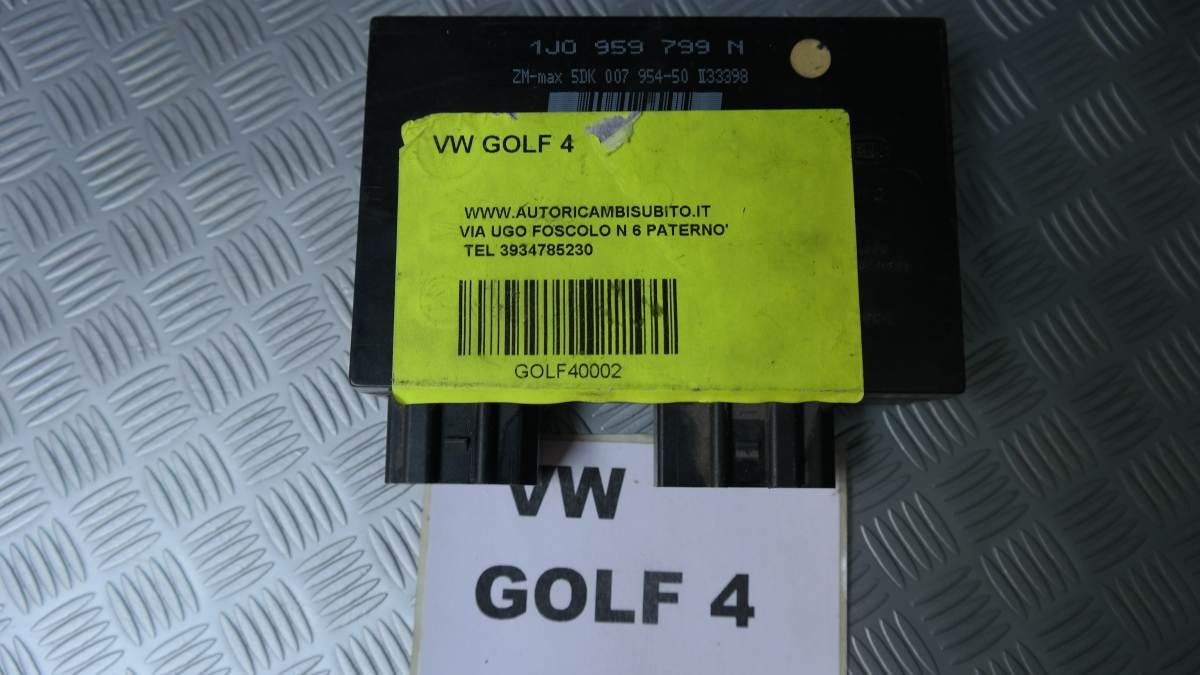 1J0 959 799 N
ZM-max 5DK 007 954-50 II33398
VW GOLF 4
WWW.AUTORICAMBISUBITO.IT
VIA UGO FOSCOLO N 6 PATERNO'
TEL 3934785230
GOLF40002
VW
GOLF 4